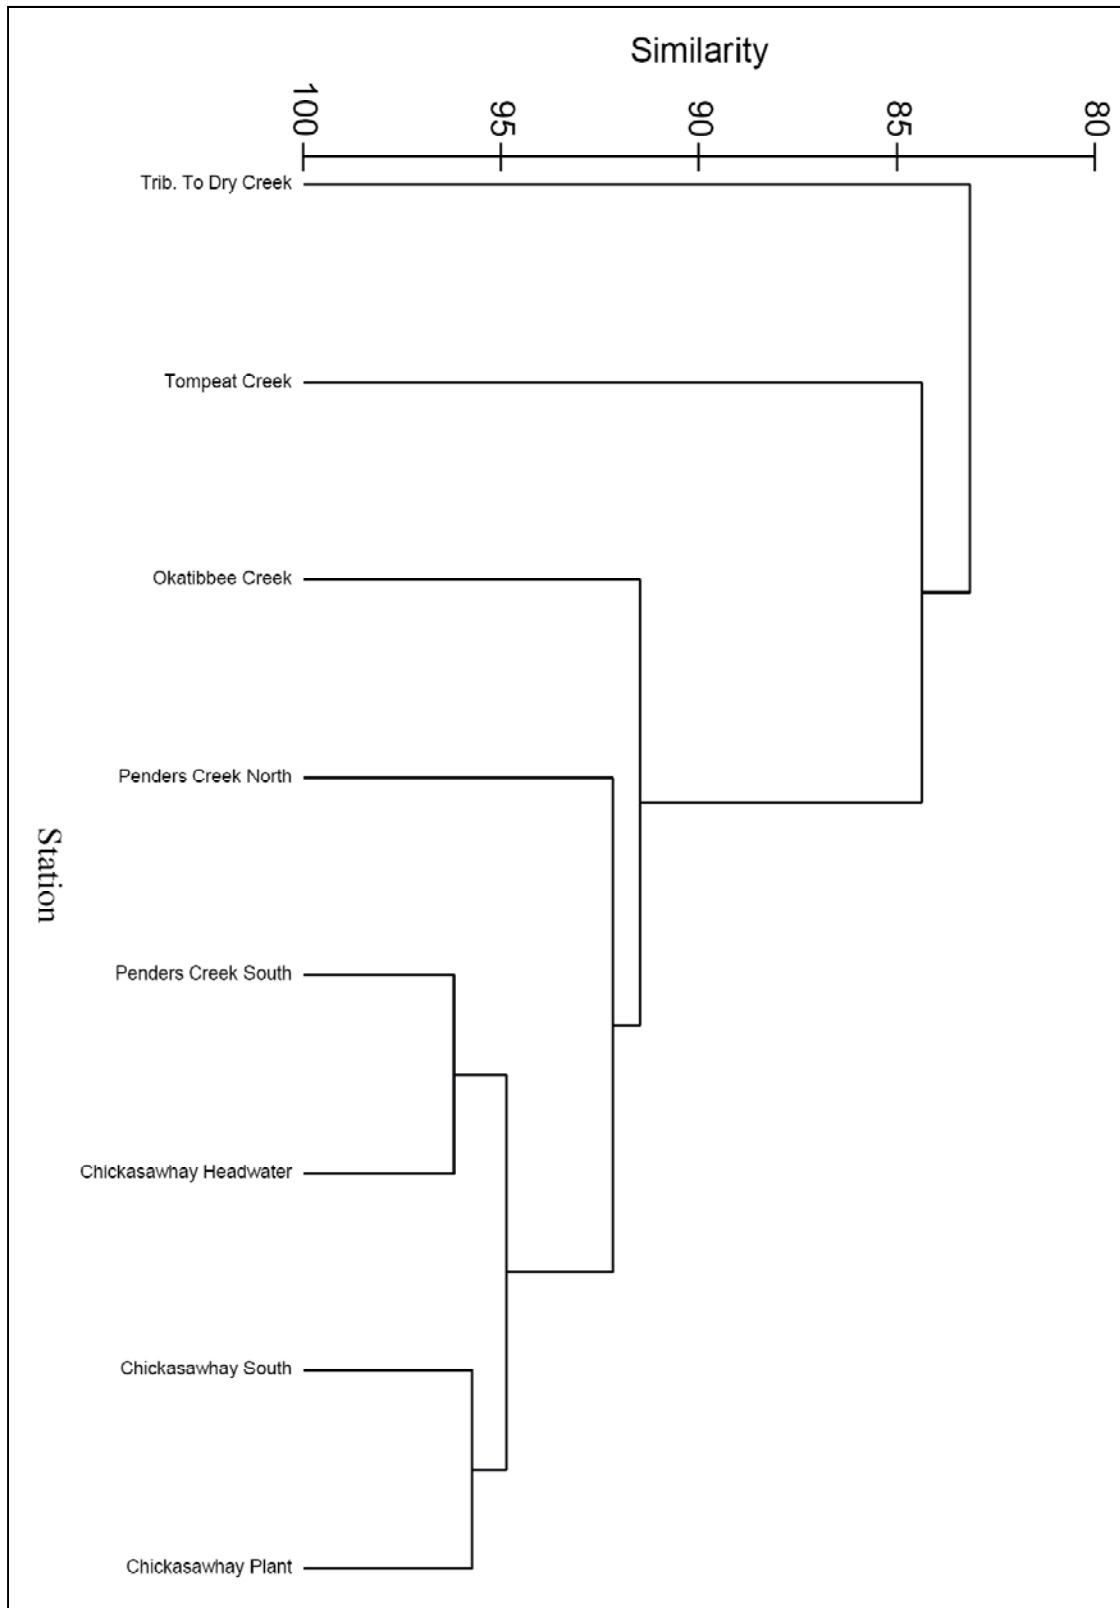 Similarity
100
95
90
85
80
Trib. To Dry Creek
Tompeat Creek
Okatibbee Creek
Penders Creek North
Station
Penders Creek South
Chickasawhay Headwater
Chickasawhay South
Chickasawhay Plant